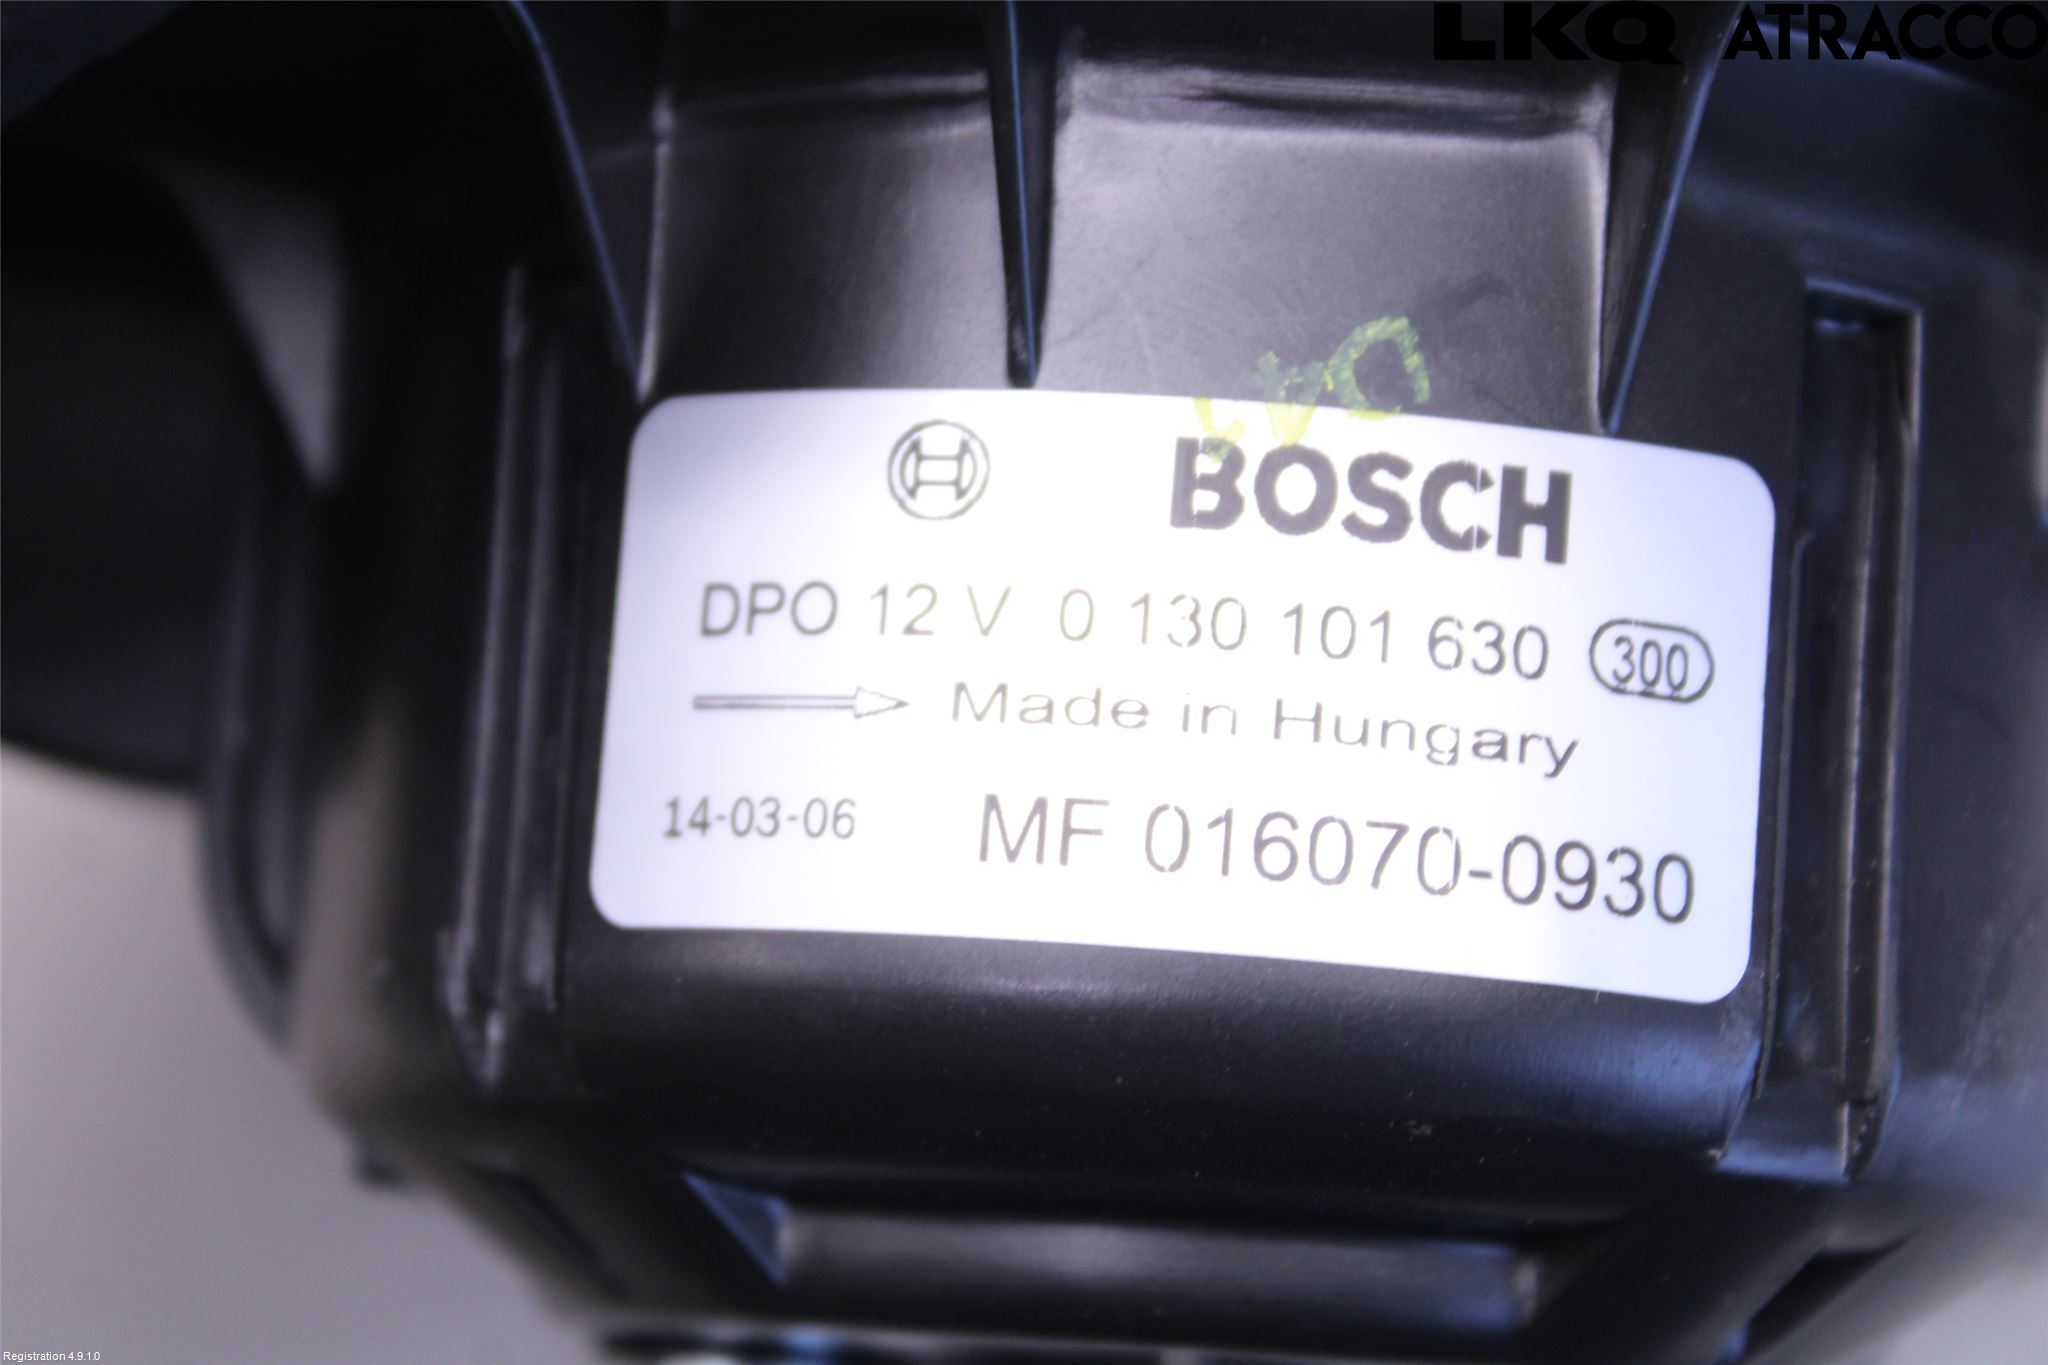 LKQ ATRACCO
BOSCH
DPO 12 V 0 130 101 630 300
Made in Hungary
14-03-06 MF 016070-0930
Registration 4.9.1.0